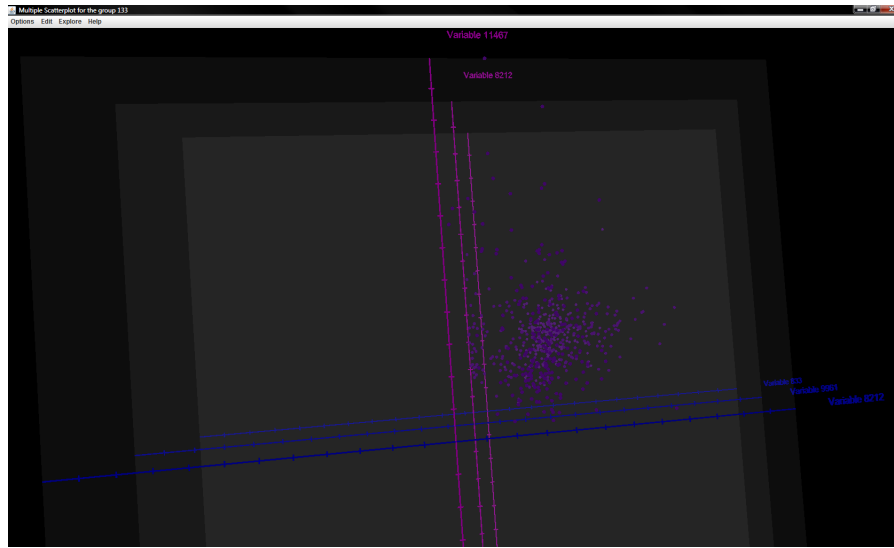 Multiple Scatterplot for the group 133
Options Edit Explore Help
Variable 11467
Variable 8212
Variable 8212